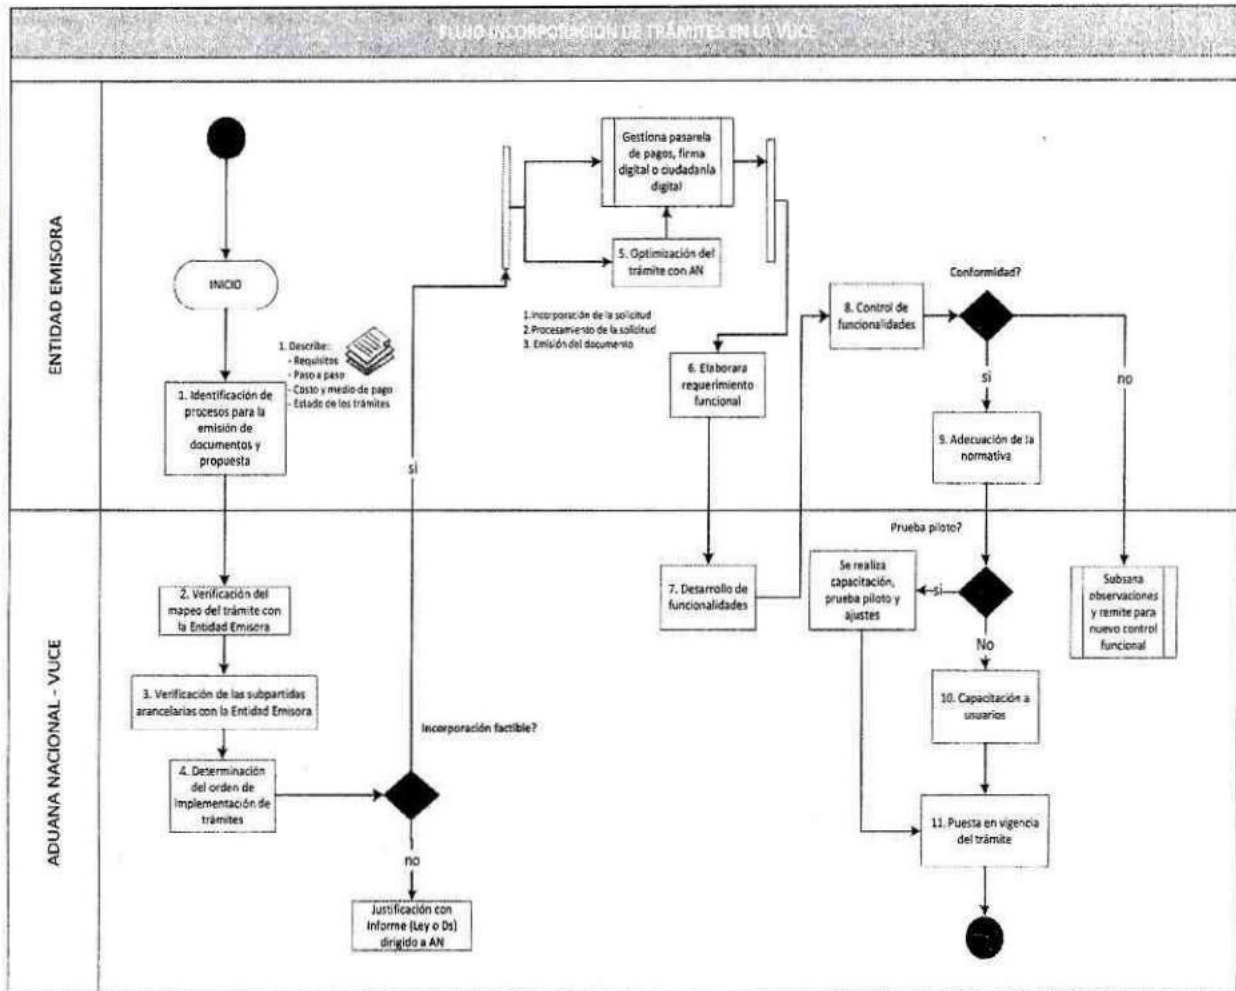 FLUJO INCORPORACIÓN DE TRÁMITES EN LA VUCE
ENTIDAD EMISORA
INICIO
1. Describe:
- Requisitos
- Paso a paso
- Costo y medio de pago
- Estado de los trámites
1. Identificación de
procesos para la
emisión de
documentos y
propuesta
si
Gestiona pasarela
de pagos, firma
digital o ciudadanía
digital
5. Optimización del
trámite con AN
1.Incorporación de la solicitud
2.Procesamiento de la solicitud
3. Emisión del documento
6. Elaborara
requerimiento
funcional
8. Control de
funcionalidades
Conformidad?
si
no
9. Adecuación de la
normativa
ADUANA NACIONAL - VUCE
2. Verificación del
mapeo del trámite con
la Entidad Emisora
3. Verificación de las subpartidas
arancelarias con la Entidad Emisora
4. Determinación
del orden de
implementación de
trámites
Incorporación factible?
no
Justificación con
Informe (Ley o Ds)
dirigido a AN
7. Desarrollo de
funcionalidades
Prueba piloto?
Se realiza
capacitación,
prueba piloto y
ajustes
si
No
Subsana
observaciones
y remite para
nuevo control
funcional
10. Capacitación a
usuarios
11. Puesta en vigencia
del trámite